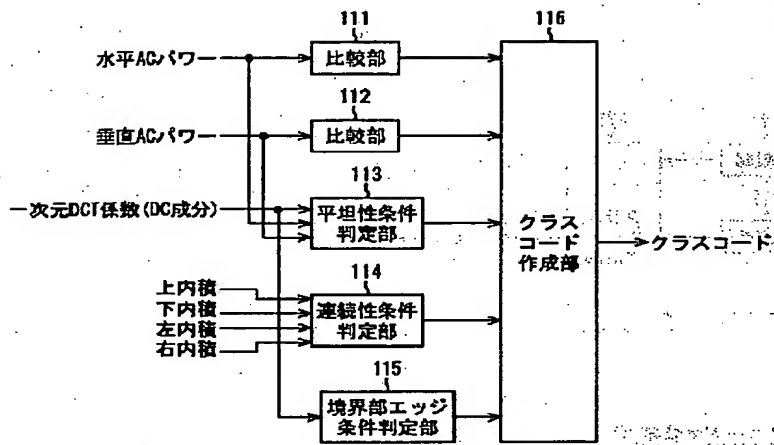 111
116
水平ACパワー
比較部
112
垂直ACパワー
比較部
113
一次元DCT係数(DC成分)
平坦性条件
判定部
クラス
コード
作成部
クラスコード
114
上内積
下内積
左内積
右内積
連続性条件
判定部
115
境界部エッジ
条件判定部